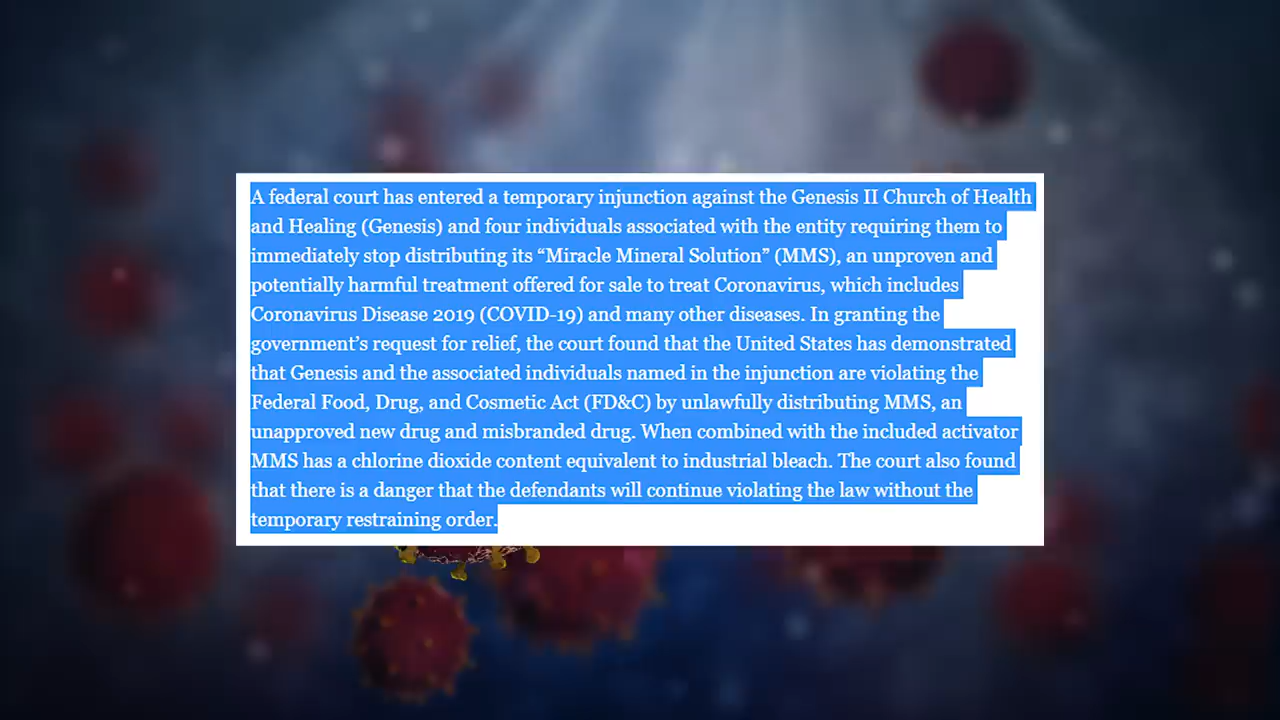 A federal court has entered a temporary injunction against the Genesis II Church of Health
and Healing (Genesis) and four individuals associated with the entity requiring them to
immediately stop distributing its “Miracle Mineral Solution” (MMS), an unproven and
potentially harmful treatment offered for sale to treat Coronavirus, which includes
Coronavirus Disease 2019 (COVID-19) and many other diseases. In granting the
government’s request for relief, the court found that the United States has demonstrated
that Genesis and the associated individuals named in the injunction are violating the
Federal Food, Drug, and Cosmetic Act (FD&C) by unlawfully distributing MMS, an
unapproved new drug and misbranded drug. When combined with the included activator
MMS has a chlorine dioxide content equivalent to industrial bleach. The court also found
that there is a danger that the defendants will continue violating the law without the
temporary restraining order.